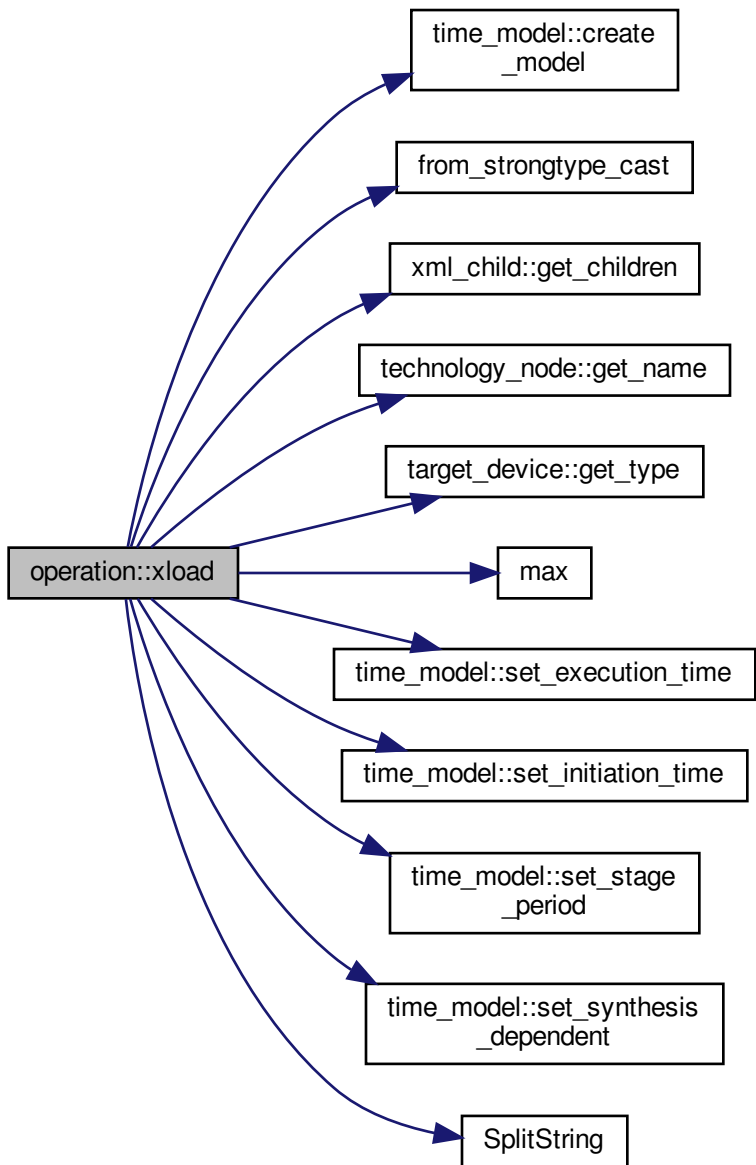 time_model::create
_model
from_strongtype_cast
xml_child::get_children
technology_node::get_name
target_device::get_type
operation::xload
max
time_model::set_execution_time
time_model::set_initiation_time
time_model::set_stage
_period
time_model::set_synthesis
_dependent
SplitString